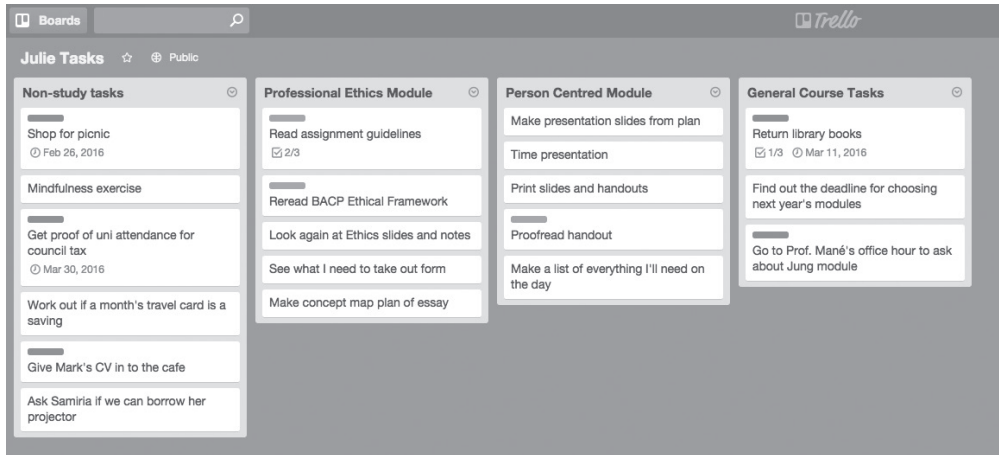 Boards
Trello
Julie Tasks
Public
Non-study tasks
Shop for picnic
Feb 26, 2016
Mindfulness exercise
Get proof of uni attendance for
council tax
Mar 30, 2016
Work out if a month's travel card is a
saving
Give Mark's CV in to the cafe
Ask Samiria if we can borrow her
projector
Professional Ethics Module
Read assignment guidelines
2/3
Reread BACP Ethical Framework
Look again at Ethics slides and notes
See what I need to take out form
Make concept map plan of essay
Person Centred Module
Make presentation slides from plan
Time presentation
Print slides and handouts
Proofread handout
Make a list of everything I'll need on
the day
General Course Tasks
Return library books
1/3 Mar 11, 2016
Find out the deadline for choosing
next year's modules
Go to Prof. Mané's office hour to ask
about Jung module